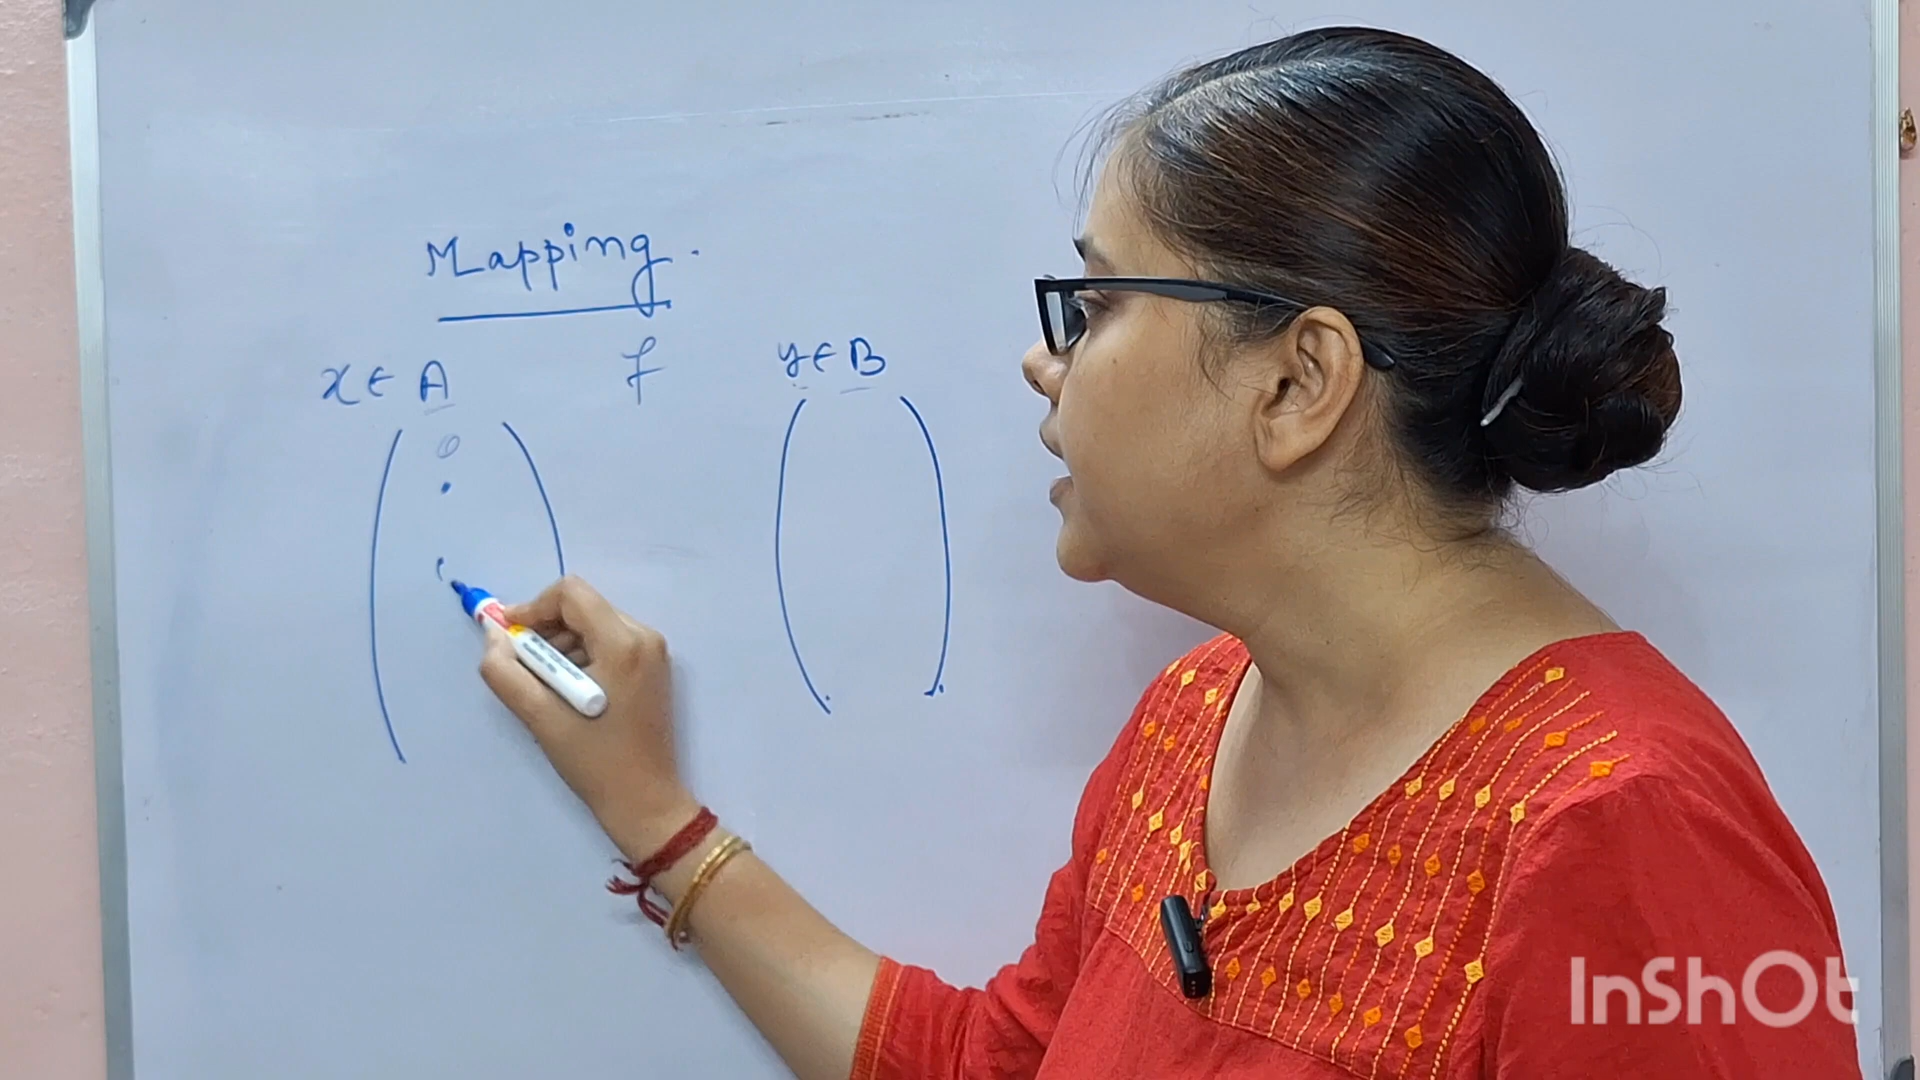 Mapping.
x ∈ A f y ∈ B
InShOt